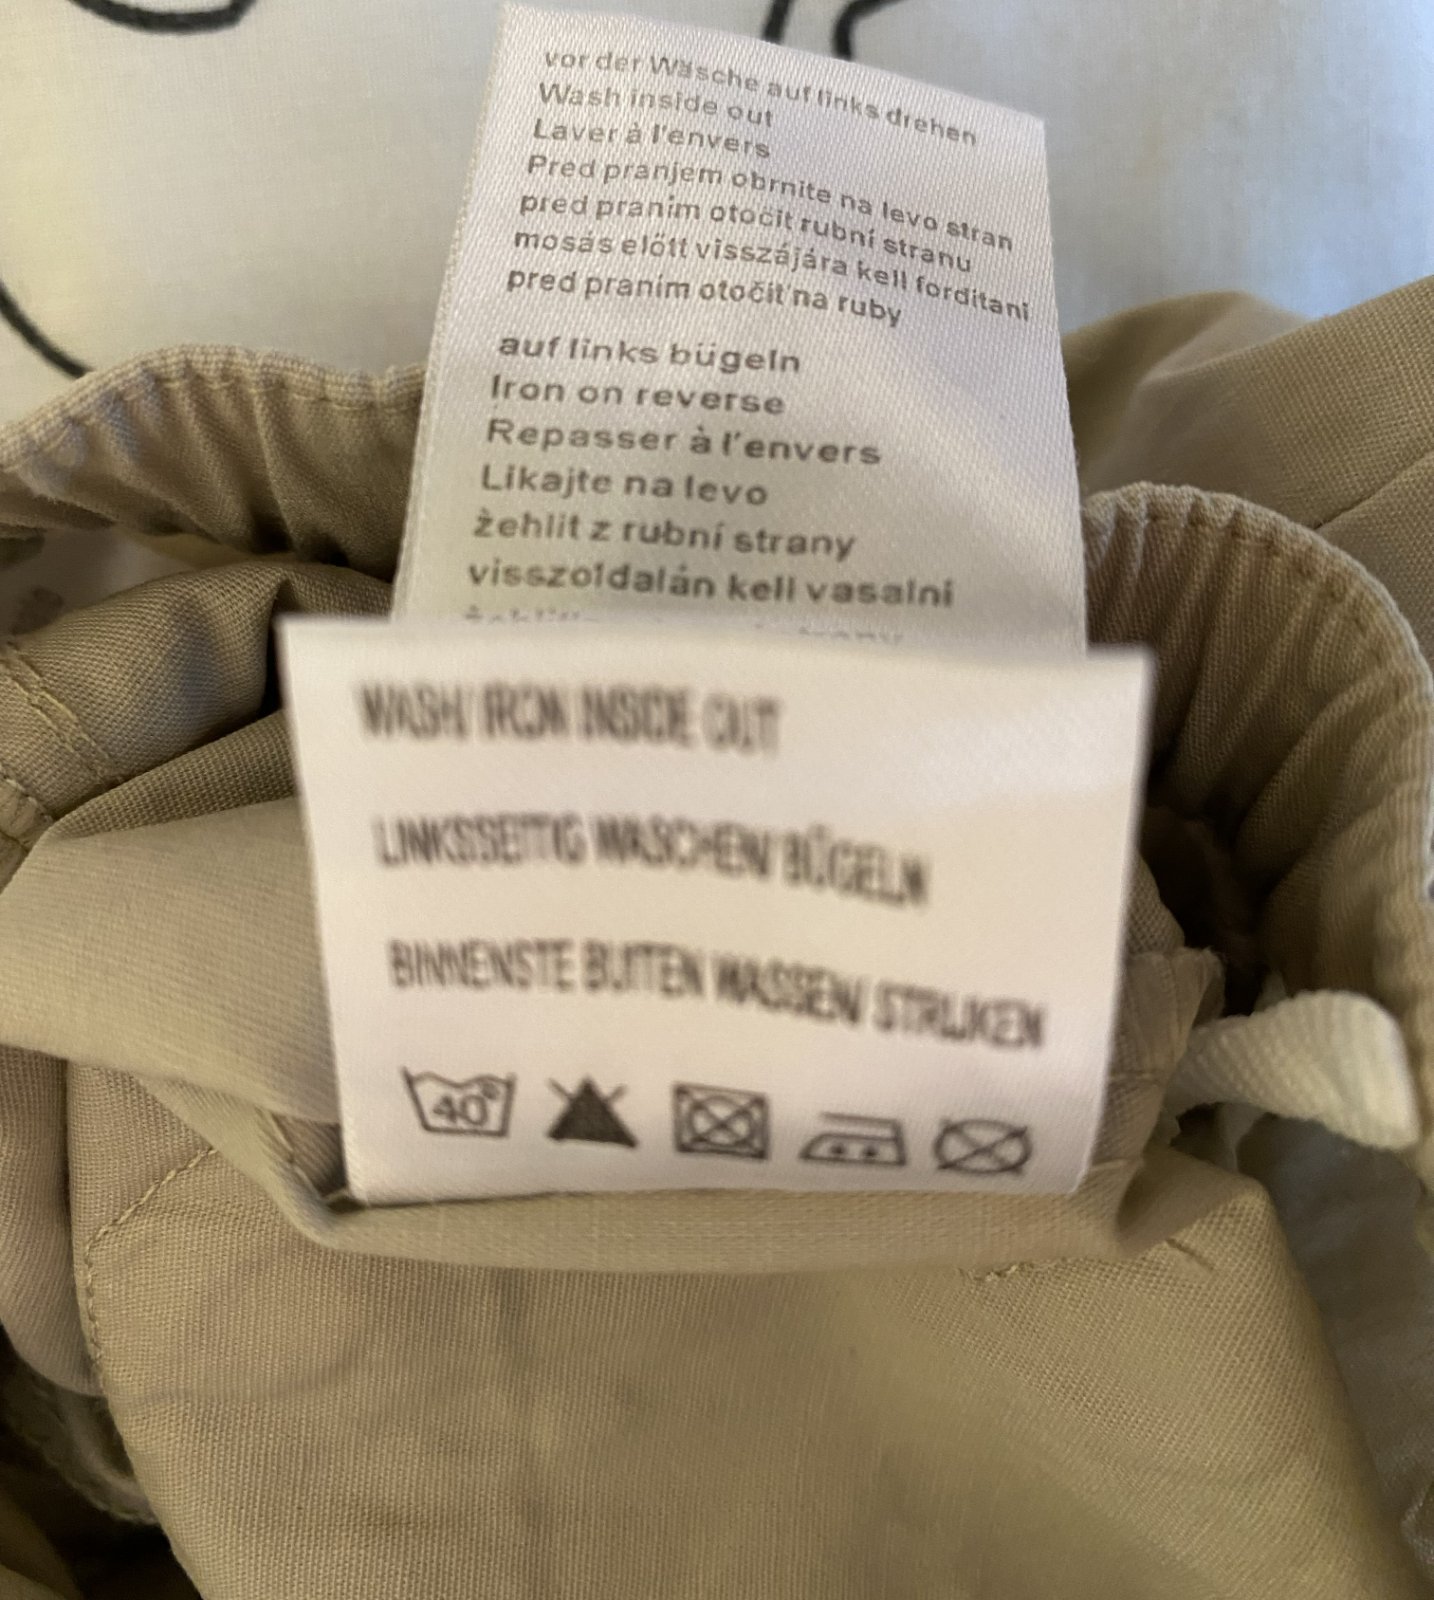 vor der Wäsche auf links drehen
Wash inside out
Laver à l'envers
Pred pranjem obrnite na levo stran
pred praním otočit rubní stranu
mosás előtt visszájára kell forditani
pred praním otočiť na ruby
auf links bügeln
Iron on reverse
Repasser à l'envers
Likajte na levo
žehlit z rubní strany
visszoldalán kell vasalni
WASH/ IRON INSIDE OUT
LINKSSEITIG WASCHEN/ BÜGELN
BINNENSTE BUITEN WASSEN/ STRIJKEN
40°